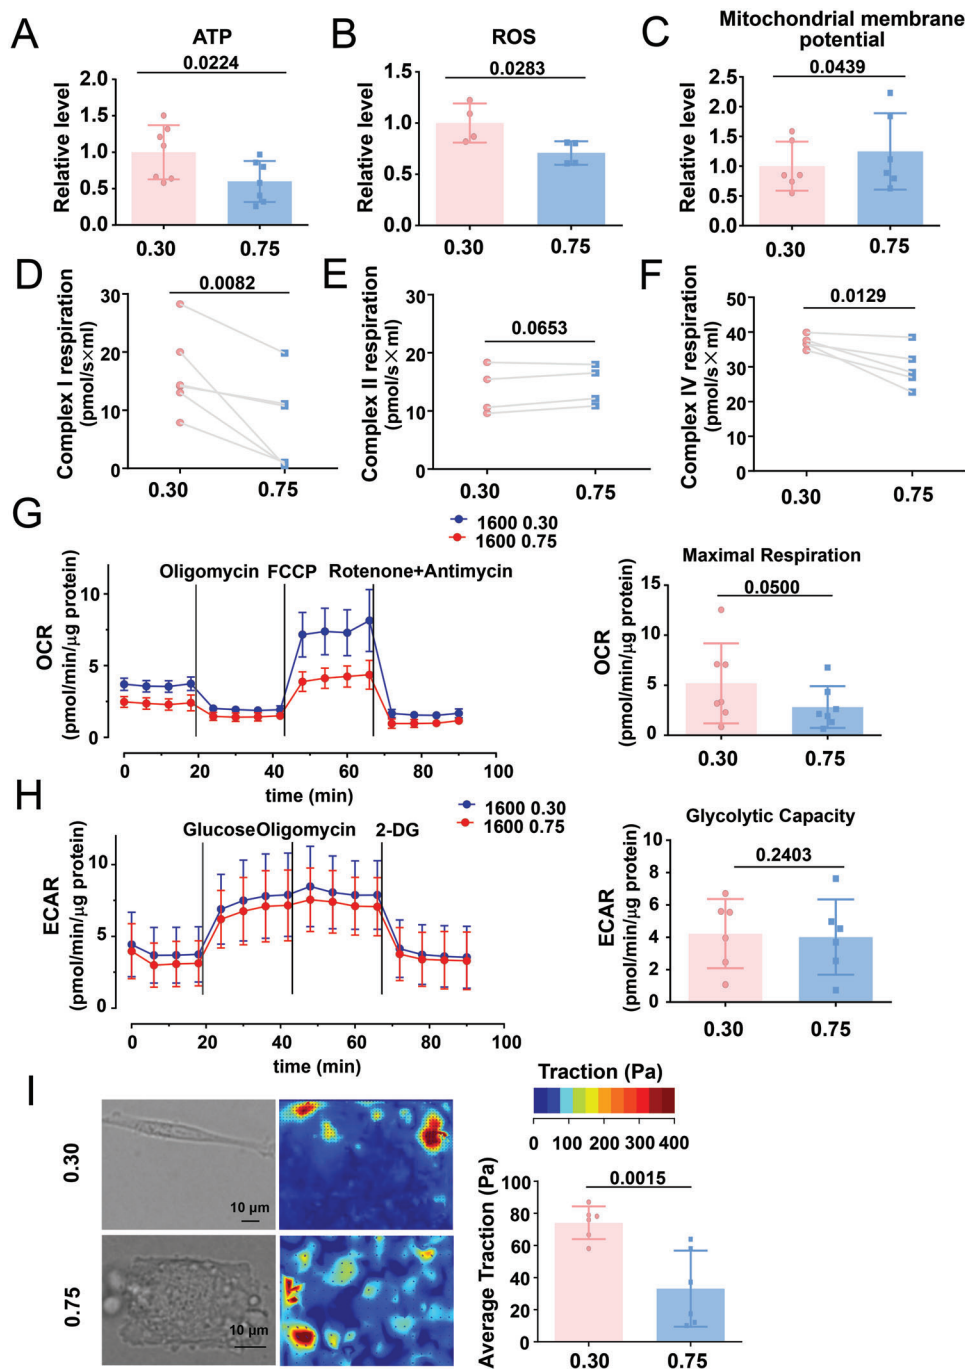 A
ATP
0.0224
Relative level
2.0
1.5
1.0
0.5
0.0
0.30
0.75
B
ROS
0.0283
Relative level
1.5
1.0
0.5
0.0
0.30
0.75
C
Mitochondrial membrane
potential
0.0439
Relative level
2.5
2.0
1.5
1.0
0.5
0.0
0.30
0.75
D
0.0082
Complex I respiration
(pmol/s×ml)
30
20
10
0
0.30
0.75
E
0.0653
Complex II respiration
(pmol/s×ml)
30
20
10
0
0.30
0.75
F
0.0129
Complex IV respiration
(pmol/s×ml)
50
40
30
20
10
0
0.30
0.75
G
1600 0.30
1600 0.75
Oligomycin
FCCP
Rotenone+Antimycin
OCR
(pmol/min/μg protein)
10
5
0
0
20
40
60
80
100
time (min)
Maximal Respiration
0.0500
OCR
(pmol/min/μg protein)
15
10
5
0
0.30
0.75
H
1600 0.30
1600 0.75
Glucose
Oligomycin
2-DG
ECAR
(pmol/min/μg protein)
10
5
0
0
20
40
60
80
100
time (min)
Glycolytic Capacity
0.2403
ECAR
(pmol/min/μg protein)
8
6
4
2
0
0.30
0.75
I
0.30
10 μm
0.75
10 μm
Traction (Pa)
0
100
200
300
400
0.0015
Average Traction (Pa)
100
80
60
40
20
0
0.30
0.75